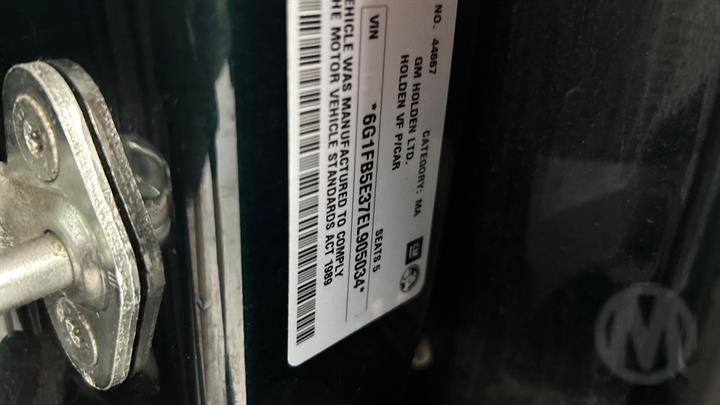 NO. 44667 CATEGORY: MA
GM HOLDEN LTD.
HOLDEN VF P/CAR
SEATS 5
GM
VIN *6G1FB5E37EL905034*
VEHICLE WAS MANUFACTURED TO COMPLY
THE MOTOR VEHICLE STANDARDS ACT 1989
M